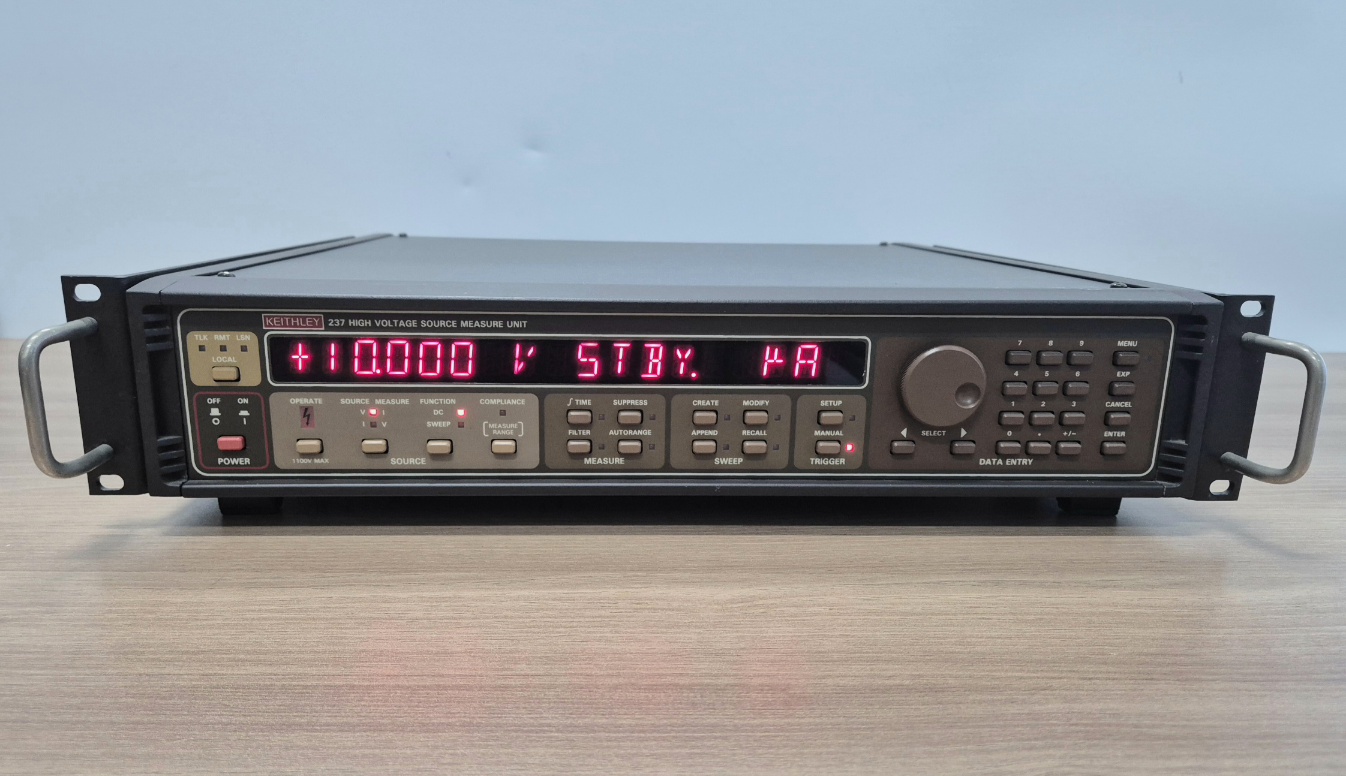 KEITHLEY 237 HIGH VOLTAGE SOURCE MEASURE UNIT
TLK RMT LSN
LOCAL
+10.000 V STBY. µA
OFF ON
POWER
OPERATE
1100V MAX
SOURCE MEASURE
V I
I V
FUNCTION
DC
SWEEP
COMPLIANCE
MEASURE
RANGE
SOURCE
∫TIME SUPPRESS
FILTER AUTORANGE
MEASURE
CREATE MODIFY
APPEND RECALL
SWEEP
SETUP
MANUAL
TRIGGER
SELECT
7 8 9 MENU
4 5 6 EXP
1 2 3 CANCEL
0 . +/− ENTER
DATA ENTRY